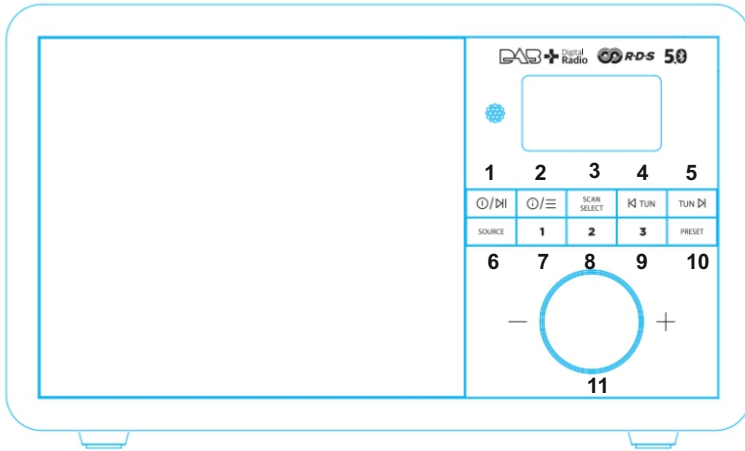 DAB+ Digital Radio R·D·S 5.0
1 2 3 4 5
/ / SCAN SELECT TUN TUN
SOURCE 1 2 3 PRESET
6 7 8 9 10
− +
11